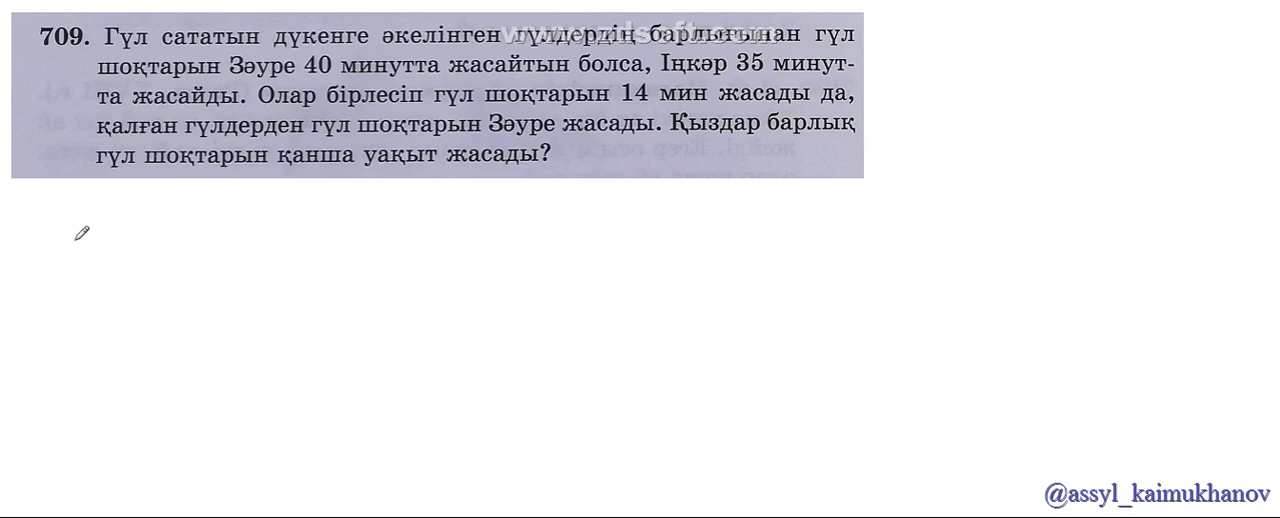 709. Гүл сататын дүкенге әкелінген гүлдердің барлығынан гүл
шоқтарын Зәуре 40 минутта жасайтын болса, Іңкәр 35 минут-
та жасайды. Олар бірлесіп гүл шоқтарын 14 мин жасады да,
қалған гүлдерден гүл шоқтарын Зәуре жасады. Қыздар барлық
гүл шоқтарын қанша уақыт жасады?
@assyl_kaimukhanov